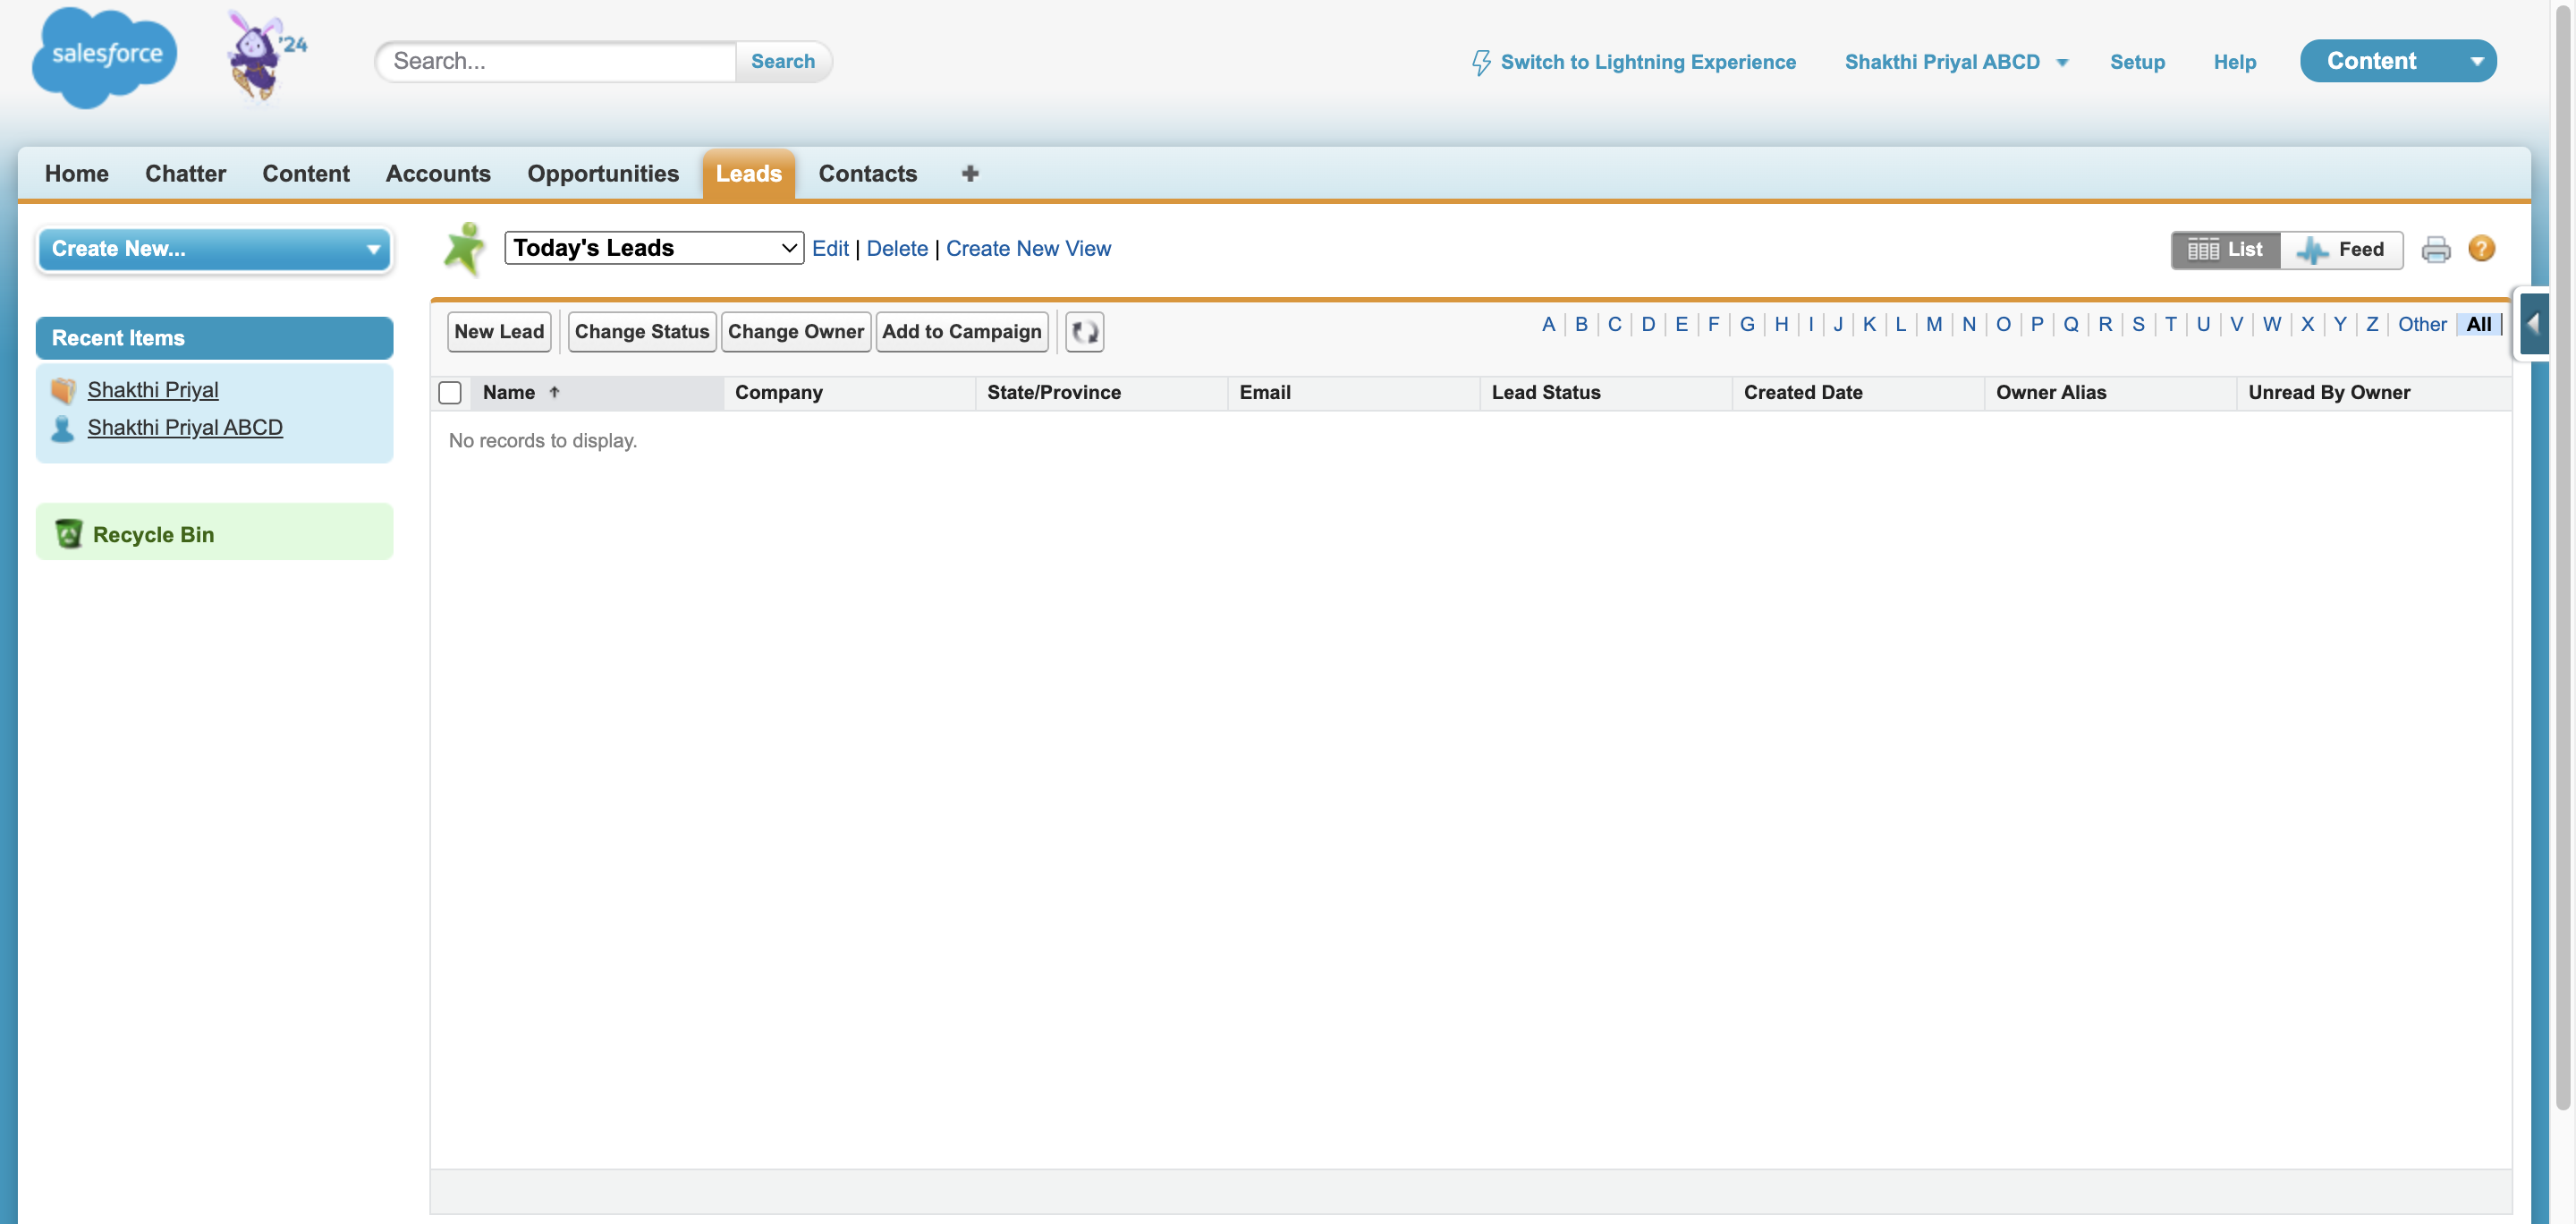 salesforce
'24
Search...
Search
Switch to Lightning Experience
Shakthi Priyal ABCD
Setup
Help
Content
Home
Chatter
Content
Accounts
Opportunities
Leads
Contacts
Create New...
Today's Leads
Edit | Delete | Create New View
List
Feed
?
Recent Items
Shakthi Priyal
Shakthi Priyal ABCD
Recycle Bin
New Lead
Change Status
Change Owner
Add to Campaign
A | B | C | D | E | F | G | H | I | J | K | L | M | N | O | P | Q | R | S | T | U | V | W | X | Y | Z | Other | All |
Name
Company
State/Province
Email
Lead Status
Created Date
Owner Alias
Unread By Owner
No records to display.